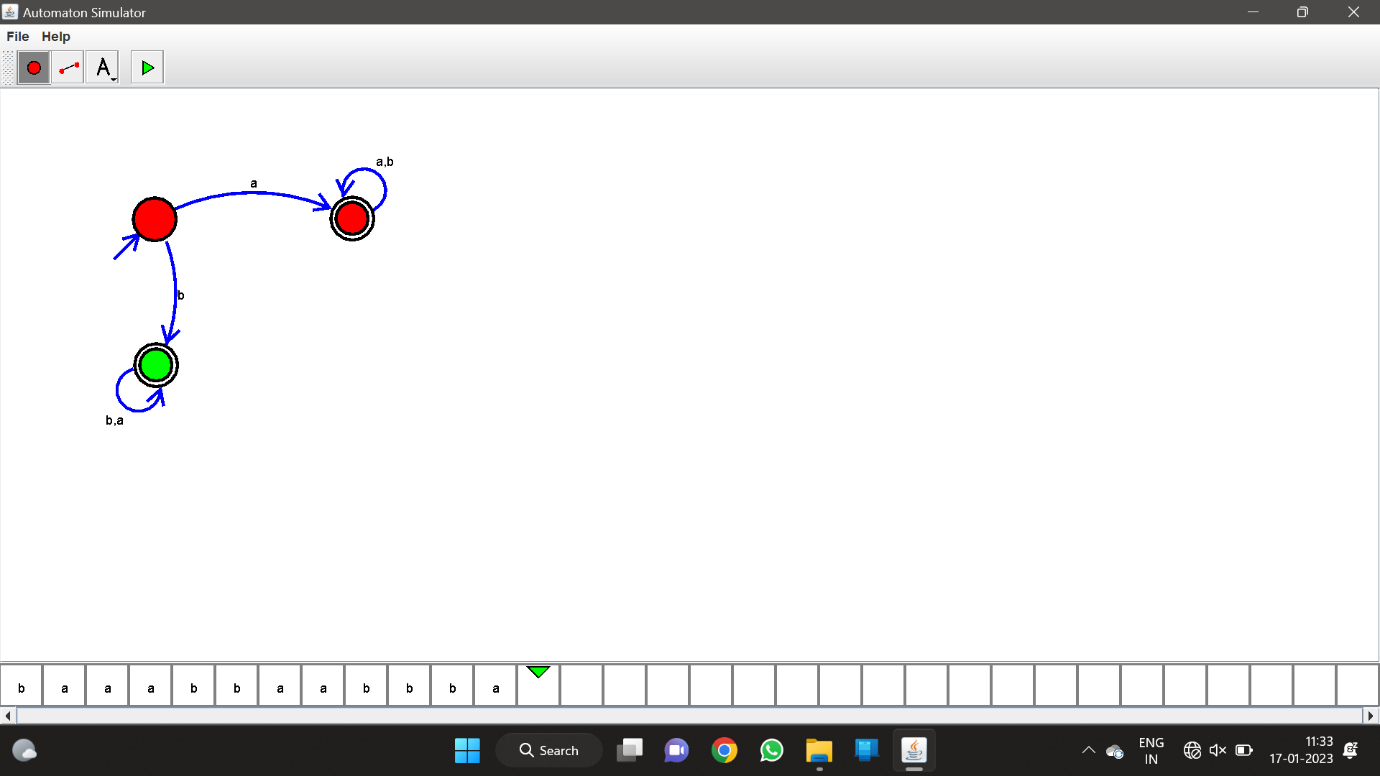 Automaton Simulator
File Help
A
a,b
a
b
b,a
b a a a b b a a b b b a
Search
ENG
IN
11:33
17-01-2023